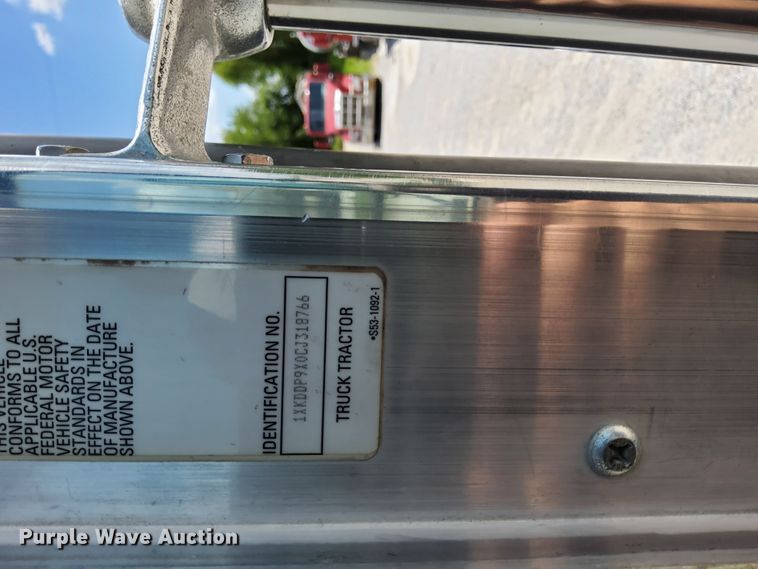 THIS VEHICLE
CONFORMS TO ALL
APPLICABLE U.S.
FEDERAL MOTOR
VEHICLE SAFETY
STANDARDS IN
EFFECT ON THE DATE
OF MANUFACTURE
SHOWN ABOVE.
IDENTIFICATION NO.
1XKDDP9X0CJ318766
TRUCK TRACTOR
*S53-1092-1
Purple Wave Auction